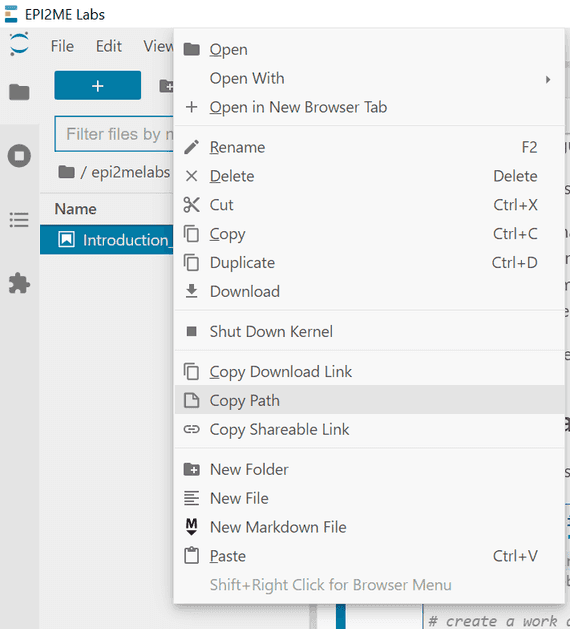 EPI2ME Labs
File Edit View
Open
Open With
Open in New Browser Tab
Filter files by
/ epi2melabs
Rename F2
Delete Delete
Name
Cut Ctrl+X
Introduction_
Copy Ctrl+C
Duplicate Ctrl+D
Download
Shut Down Kernel
Copy Download Link
Copy Path
Copy Shareable Link
New Folder
New File
New Markdown File
Paste Ctrl+V
Shift+Right Click for Browser Menu
# create a work